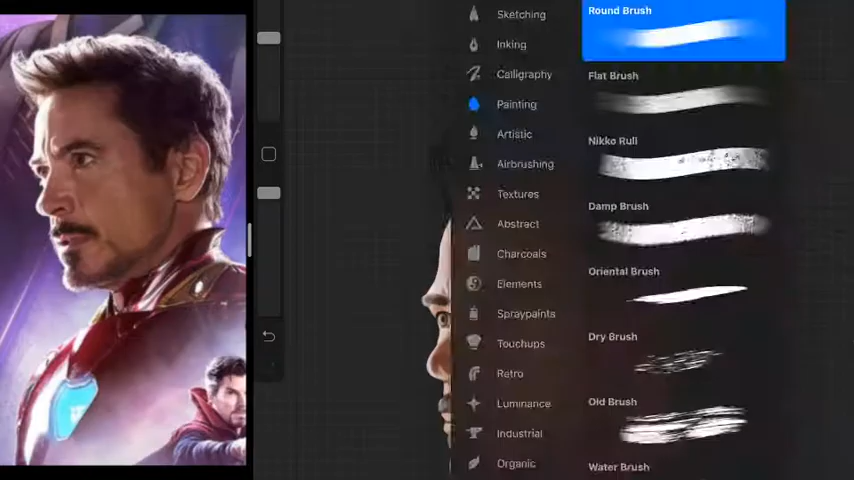 Sketching
Inking
Calligraphy
Painting
Artistic
Airbrushing
Textures
Abstract
Charcoals
Elements
Spraypaints
Touchups
Retro
Luminance
Industrial
Organic
Round Brush
Flat Brush
Nikko Rull
Damp Brush
Oriental Brush
Dry Brush
Old Brush
Water Brush